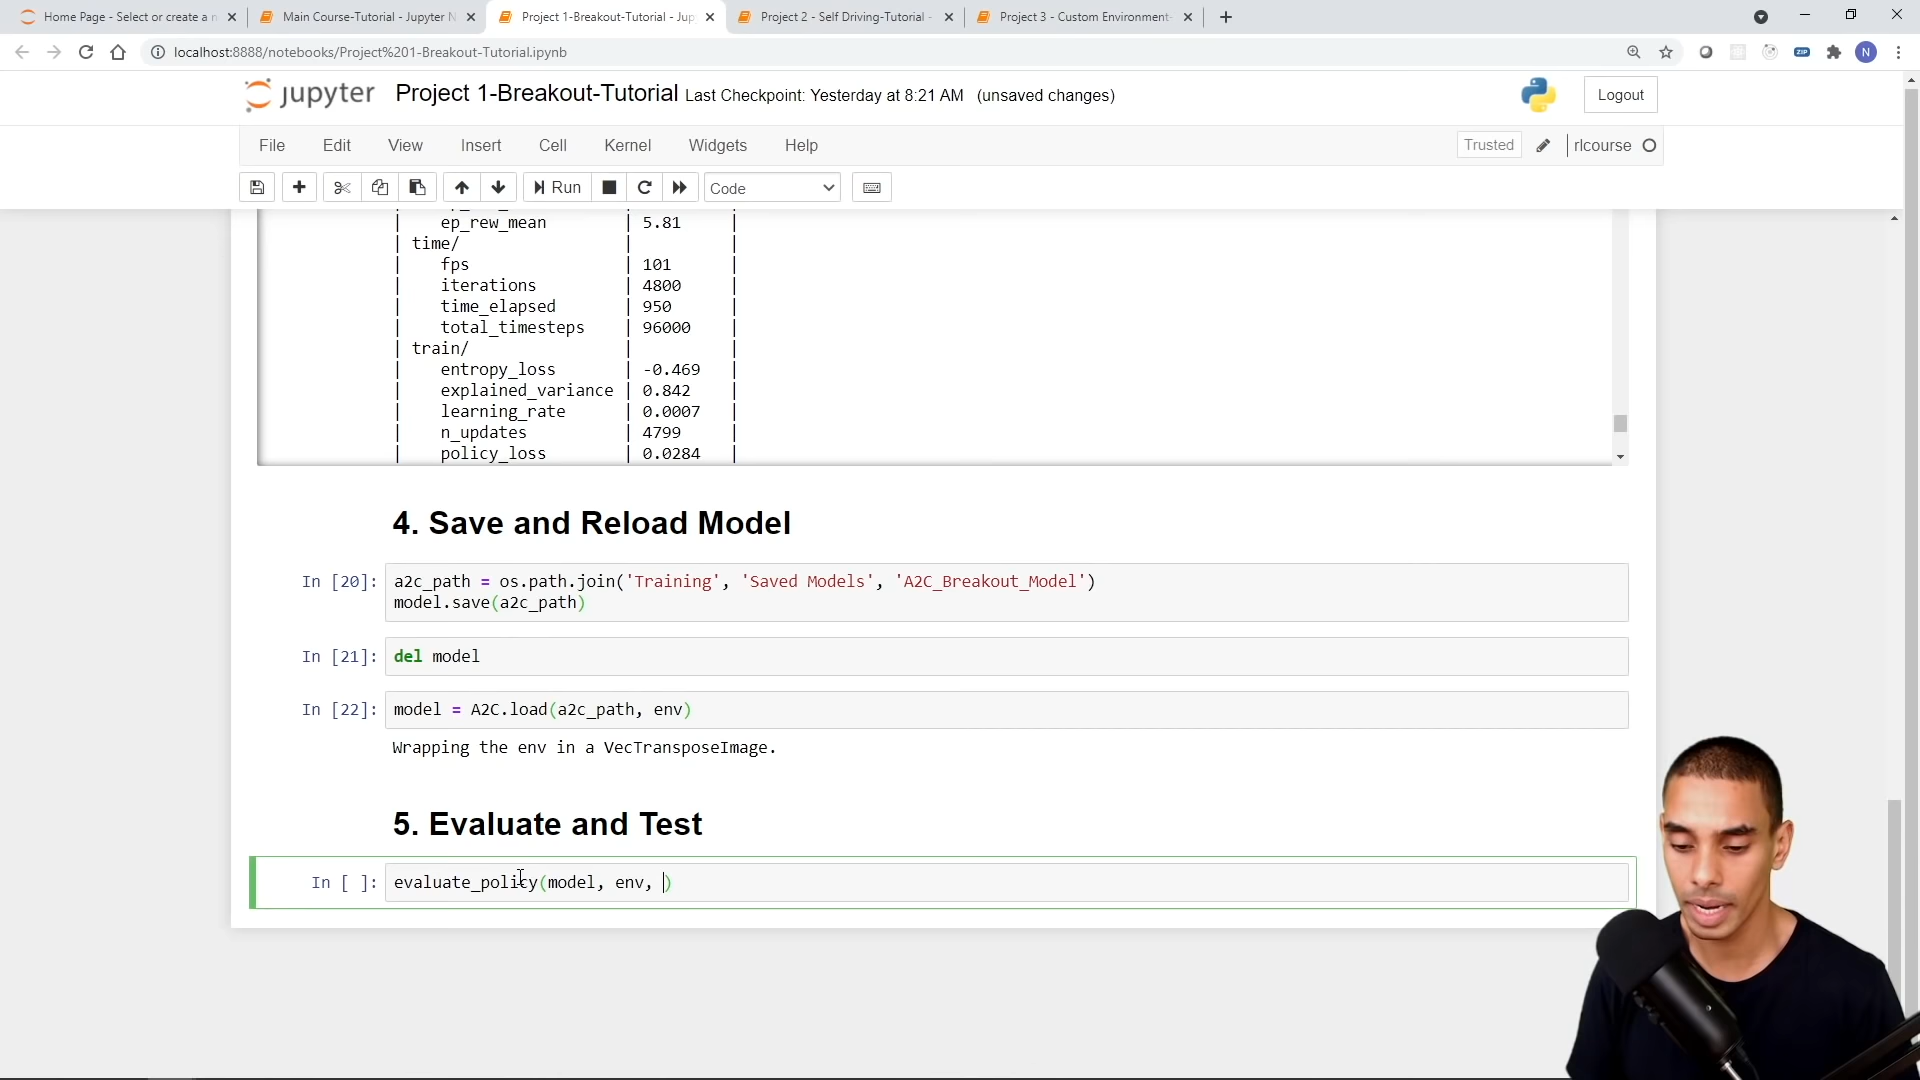 Home Page - Select or create a n
Main Course-Tutorial - Jupyter N
Project 1-Breakout-Tutorial - Jup
Project 2 - Self Driving-Tutorial -
Project 3 - Custom Environment-
localhost:8888/notebooks/Project%201-Breakout-Tutorial.ipynb
ZIP
N
jupyter Project 1-Breakout-Tutorial Last Checkpoint: Yesterday at 8:21 AM (unsaved changes)
Logout
File Edit View Insert Cell Kernel Widgets Help
Trusted
rlcourse
Run
Code
| ep_rew_mean | 5.81 |
| time/ | |
| fps | 101 |
| iterations | 4800 |
| time_elapsed | 950 |
| total_timesteps | 96000 |
| train/ | |
| entropy_loss | -0.469 |
| explained_variance | 0.842 |
| learning_rate | 0.0007 |
| n_updates | 4799 |
| policy_loss | 0.0284 |
4. Save and Reload Model
In [20]: a2c_path = os.path.join('Training', 'Saved Models', 'A2C_Breakout_Model')
model.save(a2c_path)
In [21]: del model
In [22]: model = A2C.load(a2c_path, env)
Wrapping the env in a VecTransposeImage.
5. Evaluate and Test
In [ ]: evaluate_policy(model, env, )